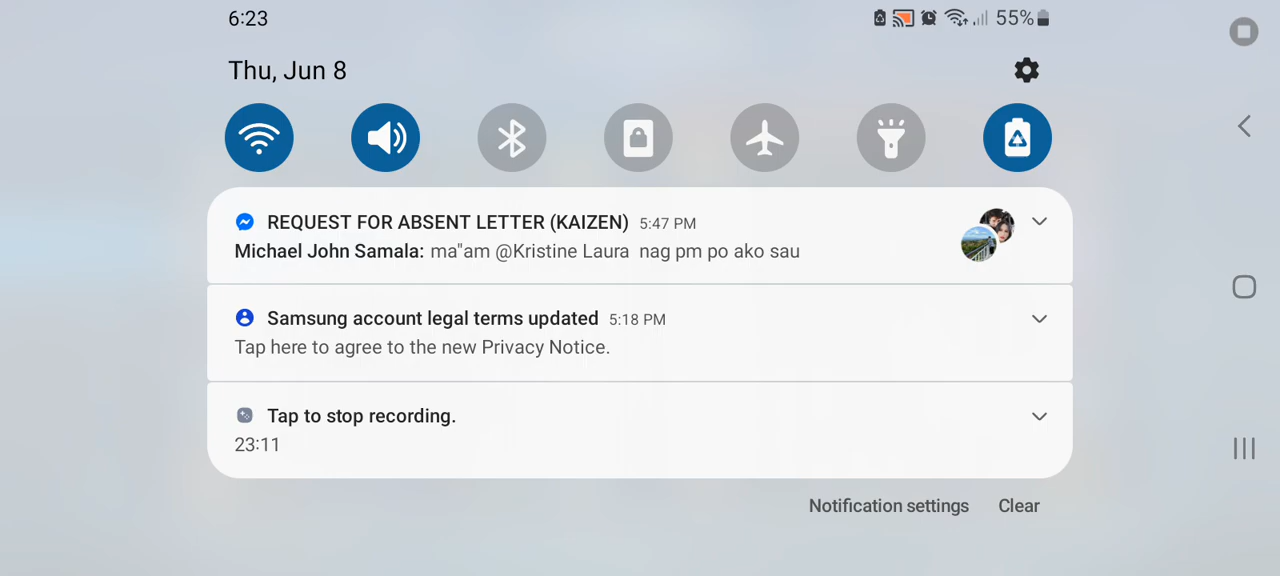 6:23
55%
Thu, Jun 8
REQUEST FOR ABSENT LETTER (KAIZEN) 5:47 PM
Michael John Samala: ma"am @Kristine Laura nag pm po ako sau
Samsung account legal terms updated 5:18 PM
Tap here to agree to the new Privacy Notice.
Tap to stop recording.
23:11
Notification settings Clear